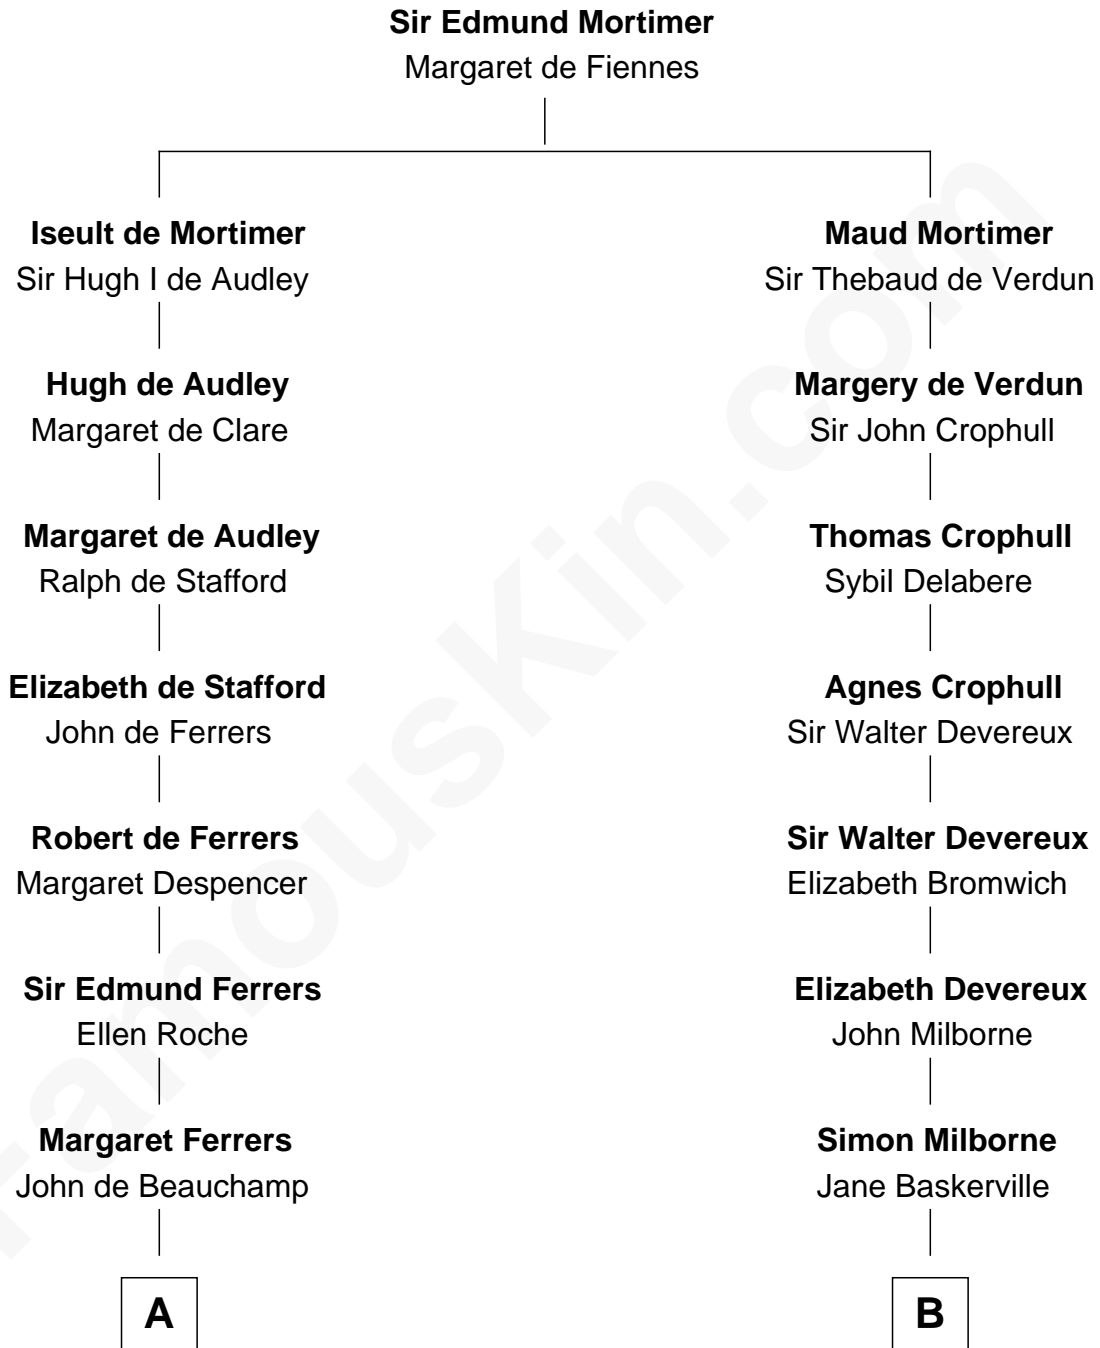 Sir Edmund Mortimer
Margaret de Fiennes
Iseult de Mortimer
Sir Hugh I de Audley
Hugh de Audley
Margaret de Clare
Margaret de Audley
Ralph de Stafford
Elizabeth de Stafford
John de Ferrers
Robert de Ferrers
Margaret Despencer
Sir Edmund Ferrers
Ellen Roche
Margaret Ferrers
John de Beauchamp
A
Maud Mortimer
Sir Thebaud de Verdun
Margery de Verdun
Sir John Crophull
Thomas Crophull
Sybil Delabere
Agnes Crophull
Sir Walter Devereux
Sir Walter Devereux
Elizabeth Bromwich
Elizabeth Devereux
John Milborne
Simon Milborne
Jane Baskerville
B
FamousKin.com